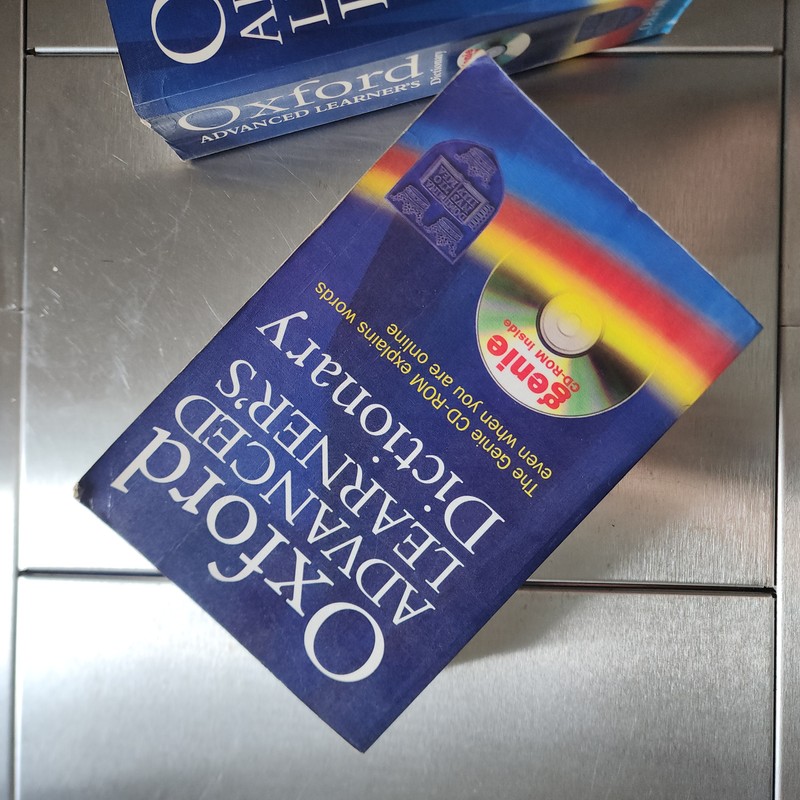 Oxford
ADVANCED LEARNER'S
Dictionary
Oxford
ADVANCED
LEARNER'S
Dictionary
The Genie CD-ROM explains words
even when you are online
genie
CD-ROM inside